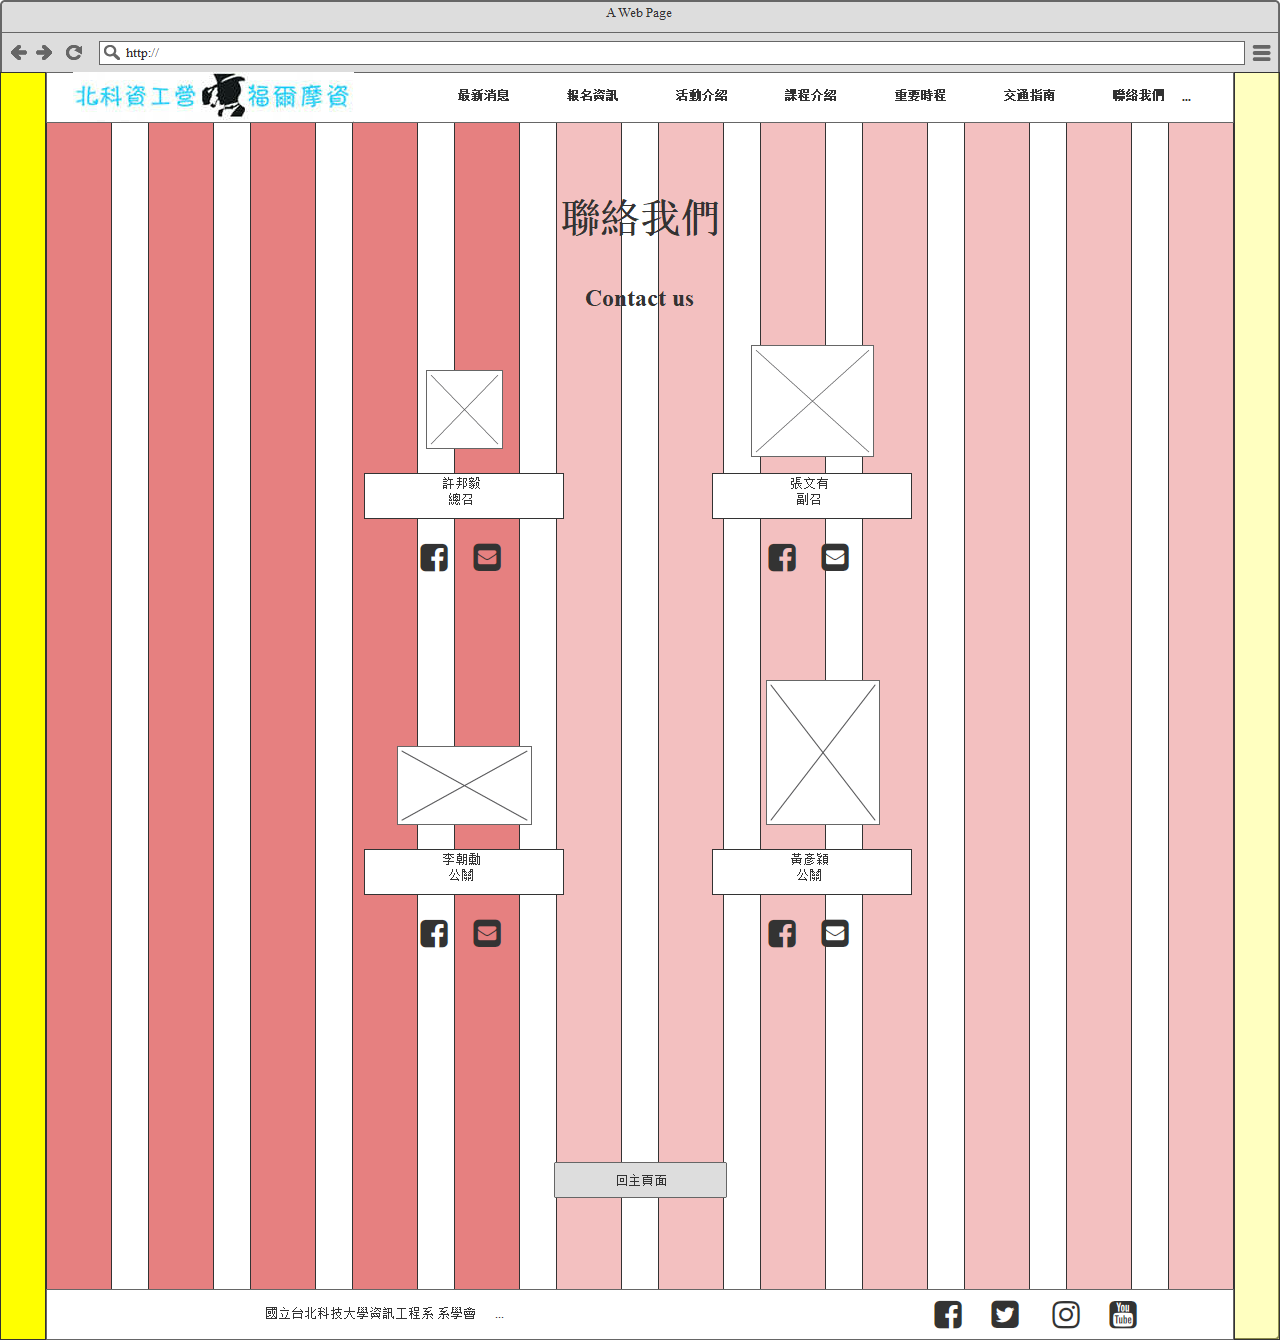 A Web Page
http://
北科資工營 福爾摩資
最新消息 報名資訊 活動介紹 課程介紹 重要時程 交通指南 聯絡我們 ...
聯絡我們
Contact us
許邦毅
總召
張文有
副召
李朝勳
公關
黃彥穎
公關
回主頁面
國立台北科技大學資訊工程系 系學會 ...
You
Tube